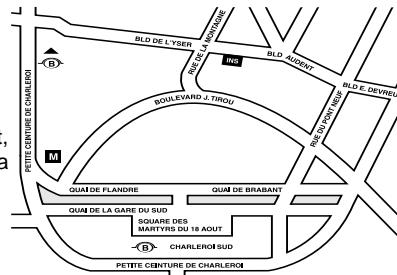 BLD DE L'YSER
RUE DE LA MONTAGNE
INS
BLD AUDENT
BLD E. DEVREU
B
PETITE CEINTURE DE CHARLEROI
BOULEVARD J. TIROU
RUE DU PONT NEUF
t,
a
M
QUAI DE FLANDRE
QUAI DE BRABANT
QUAI DE LA GARE DU SUD
SQUARE DES
MARTYRS DU 18 AOUT
B CHARLEROI SUD
PETITE CEINTURE DE CHARLEROI